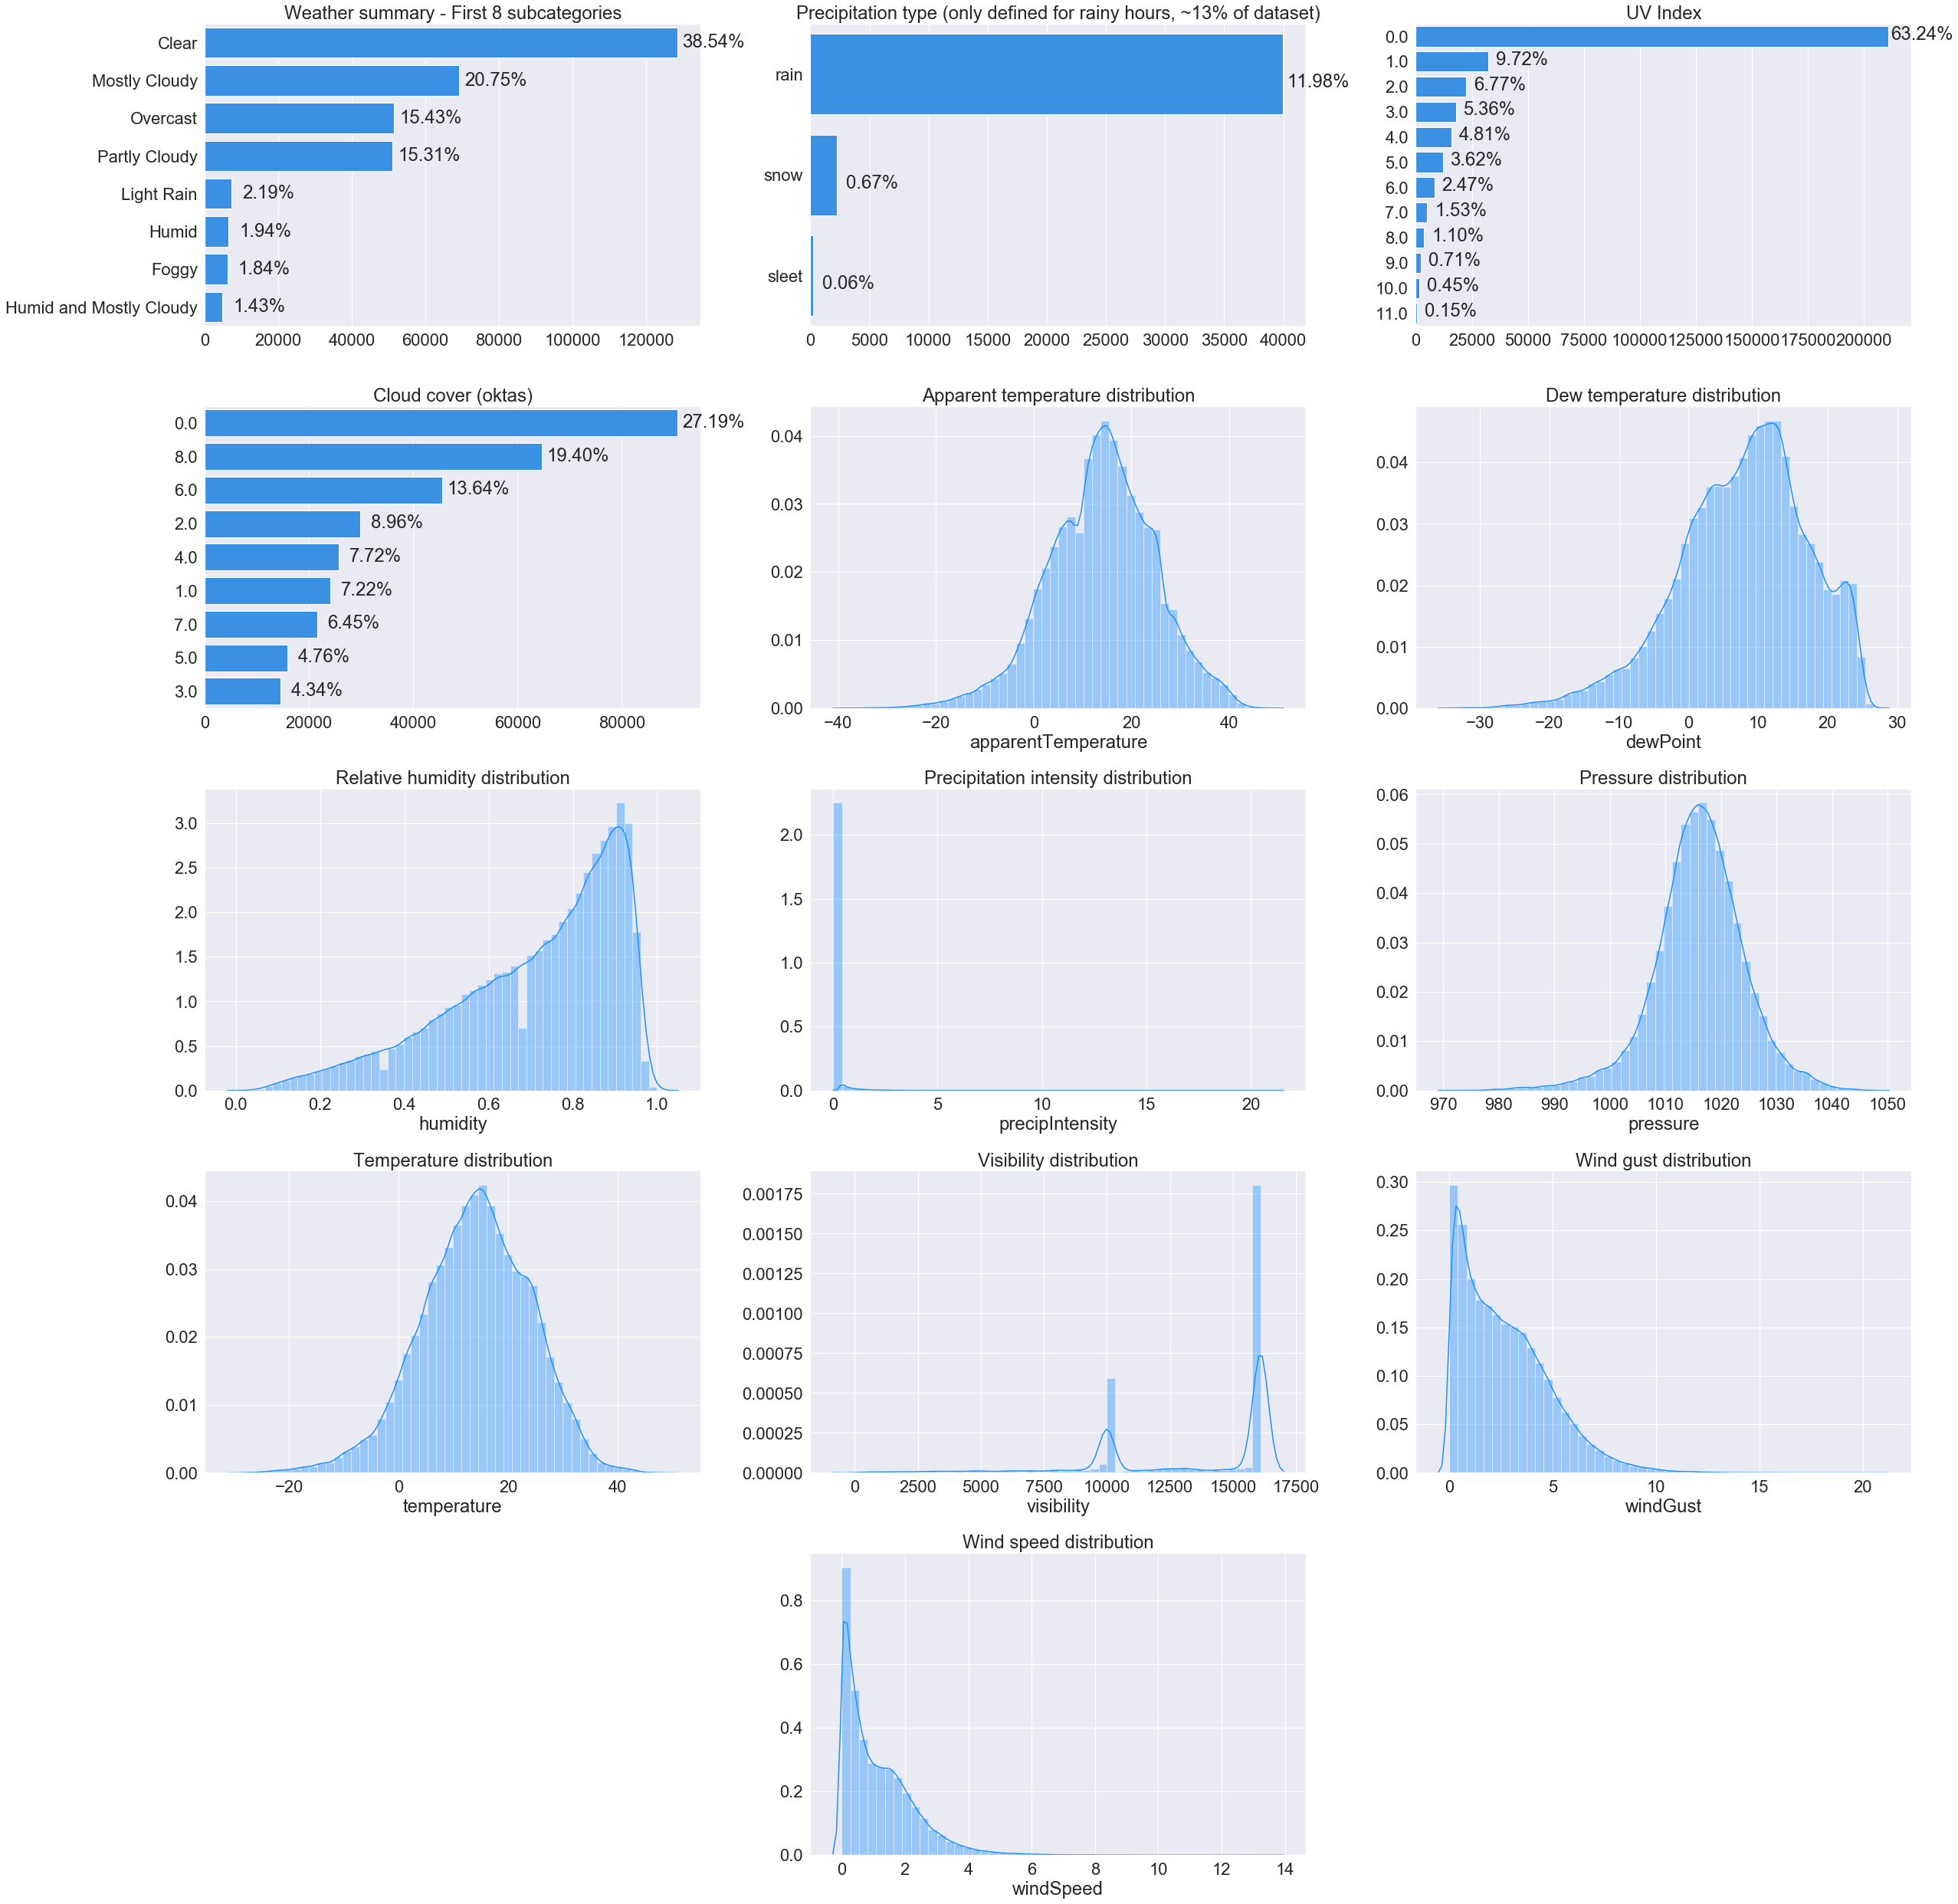 Weather summary - First 8 subcategories
Clear 38.54%
Mostly Cloudy 20.75%
Overcast 15.43%
Partly Cloudy 15.31%
Light Rain 2.19%
Humid 1.94%
Foggy 1.84%
Humid and Mostly Cloudy 1.43%
0 20000 40000 60000 80000 100000 120000
Precipitation type (only defined for rainy hours, ~13% of dataset)
rain 11.98%
snow 0.67%
sleet 0.06%
0 5000 10000 15000 20000 25000 30000 35000 40000
UV Index
0.0 63.24%
1.0 9.72%
2.0 6.77%
3.0 5.36%
4.0 4.81%
5.0 3.62%
6.0 2.47%
7.0 1.53%
8.0 1.10%
9.0 0.71%
10.0 0.45%
11.0 0.15%
0 25000 50000 75000 100000 125000 150000 175000 200000
Cloud cover (oktas)
0.0 27.19%
8.0 19.40%
6.0 13.64%
2.0 8.96%
4.0 7.72%
1.0 7.22%
7.0 6.45%
5.0 4.76%
3.0 4.34%
0 20000 40000 60000 80000
Apparent temperature distribution
0.04
0.03
0.02
0.01
0.00
−40 −20 0 20 40
apparentTemperature
Dew temperature distribution
0.04
0.03
0.02
0.01
0.00
−30 −20 −10 0 10 20 30
dewPoint
Relative humidity distribution
3.0
2.5
2.0
1.5
1.0
0.5
0.0
0.0 0.2 0.4 0.6 0.8 1.0
humidity
Precipitation intensity distribution
2.0
1.5
1.0
0.5
0.0
0 5 10 15 20
precipIntensity
Pressure distribution
0.06
0.05
0.04
0.03
0.02
0.01
0.00
970 980 990 1000 1010 1020 1030 1040 1050
pressure
Temperature distribution
0.04
0.03
0.02
0.01
0.00
−20 0 20 40
temperature
Visibility distribution
0.00175
0.00150
0.00125
0.00100
0.00075
0.00050
0.00025
0.00000
0 2500 5000 7500 10000 12500 15000 17500
visibility
Wind gust distribution
0.30
0.25
0.20
0.15
0.10
0.05
0.00
0 5 10 15 20
windGust
Wind speed distribution
0.8
0.6
0.4
0.2
0.0
0 2 4 6 8 10 12 14
windSpeed